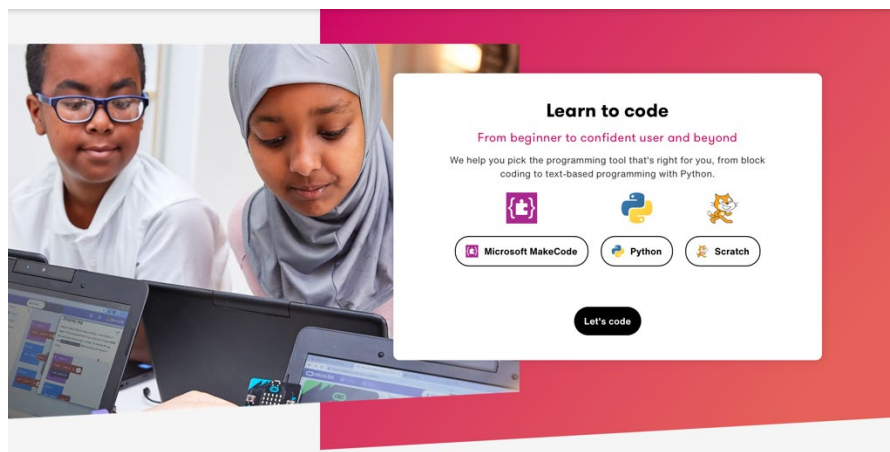 Learn to code
From beginner to confident user and beyond
We help you pick the programming tool that's right for you, from block
coding to text-based programming with Python.
Microsoft MakeCode
Python
Scratch
Let's code